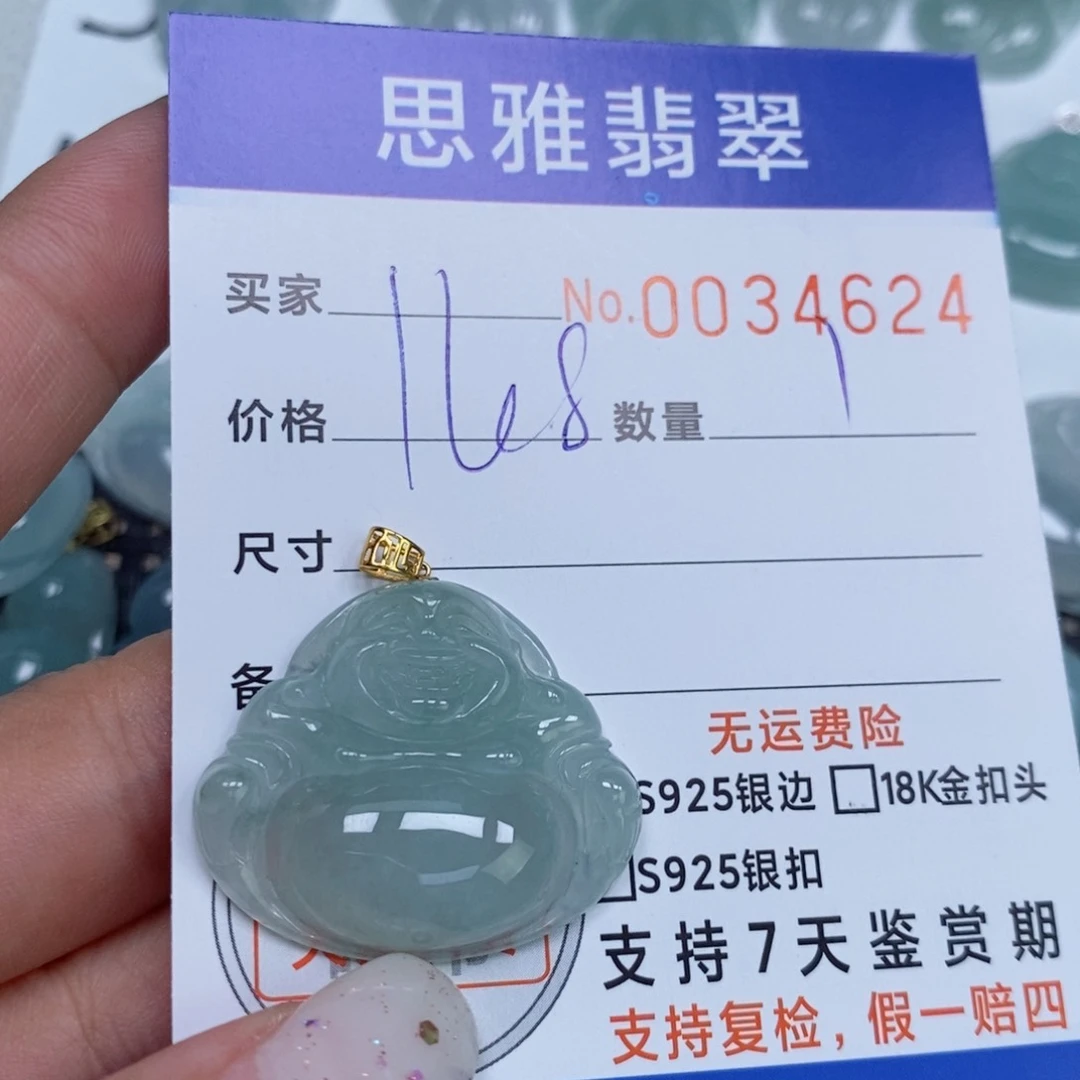 思雅翡翠
买家 No.0034624
价格 1168 数量 1
尺寸
备
无运费险
S925银边 18K金扣头
S925银扣
支持7天鉴赏期
支持复检，假一赔四